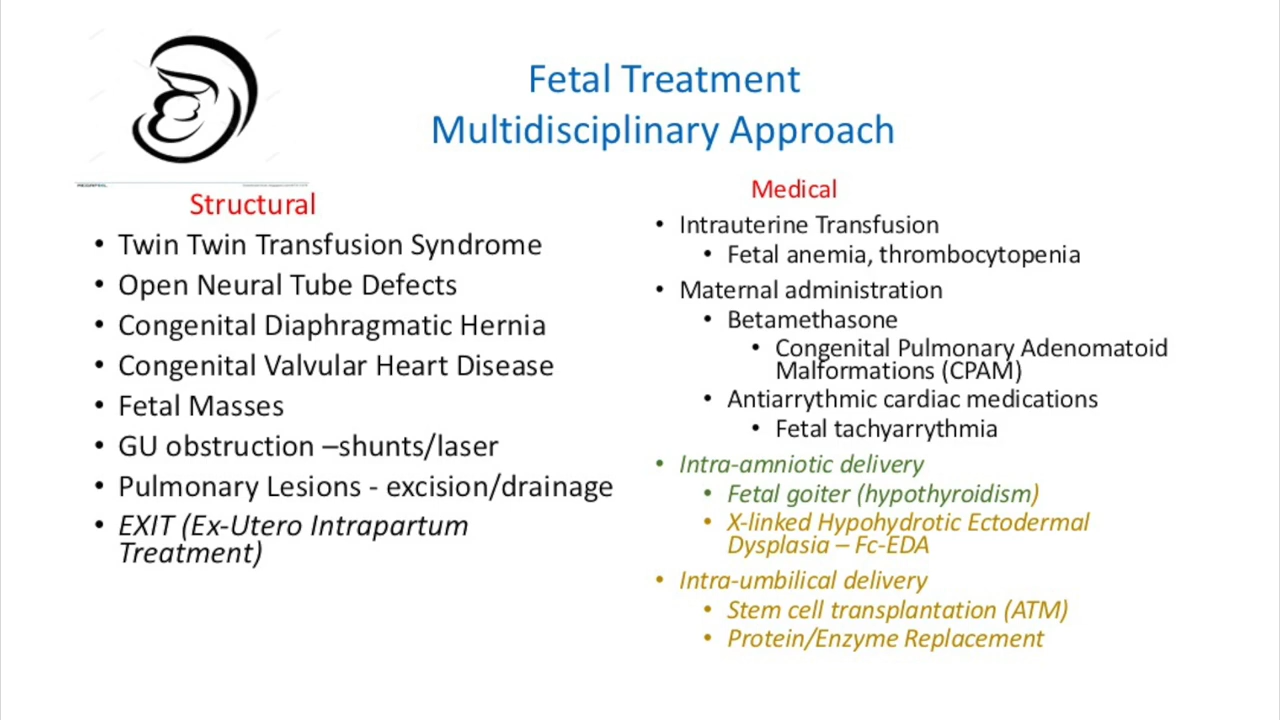 Fetal Treatment
Multidisciplinary Approach
Structural
• Twin Twin Transfusion Syndrome
• Open Neural Tube Defects
• Congenital Diaphragmatic Hernia
• Congenital Valvular Heart Disease
• Fetal Masses
• GU obstruction –shunts/laser
• Pulmonary Lesions - excision/drainage
• EXIT (Ex-Utero Intrapartum
Treatment)
Medical
• Intrauterine Transfusion
• Fetal anemia, thrombocytopenia
• Maternal administration
• Betamethasone
• Congenital Pulmonary Adenomatoid
Malformations (CPAM)
• Antiarrythmic cardiac medications
• Fetal tachyarrythmia
• Intra-amniotic delivery
• Fetal goiter (hypothyroidism)
• X-linked Hypohydrotic Ectodermal
Dysplasia – Fc-EDA
• Intra-umbilical delivery
• Stem cell transplantation (ATM)
• Protein/Enzyme Replacement